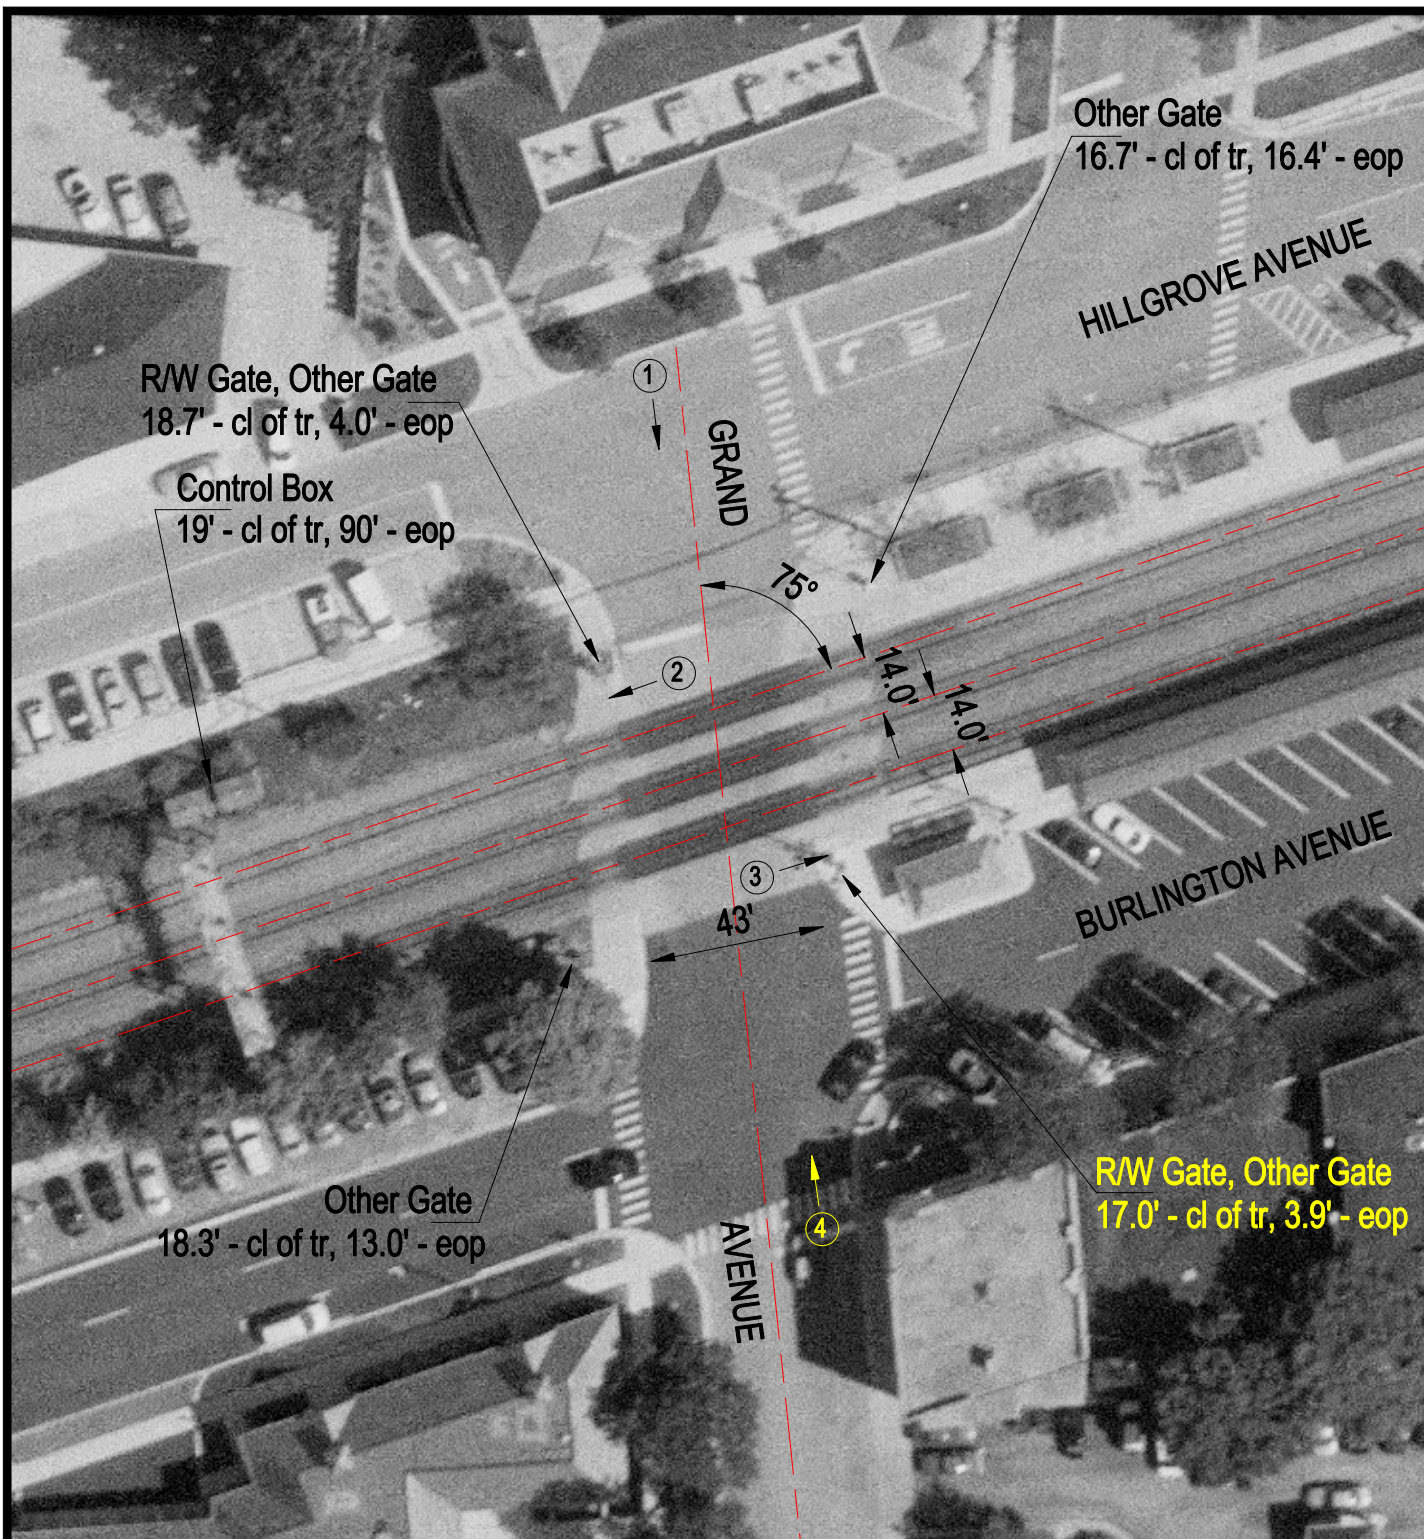 Other Gate
16.7' - cl of tr, 16.4' - eop
HILLGROVE AVENUE
R/W Gate, Other Gate
18.7' - cl of tr, 4.0' - eop
1
GRAND
Control Box
19' - cl of tr, 90' - eop
75°
2
14.0'
14.0'
BURLINGTON AVENUE
3
43'
R/W Gate, Other Gate
17.0' - cl of tr, 3.9' - eop
Other Gate
18.3' - cl of tr, 13.0' - eop
4
AVENUE